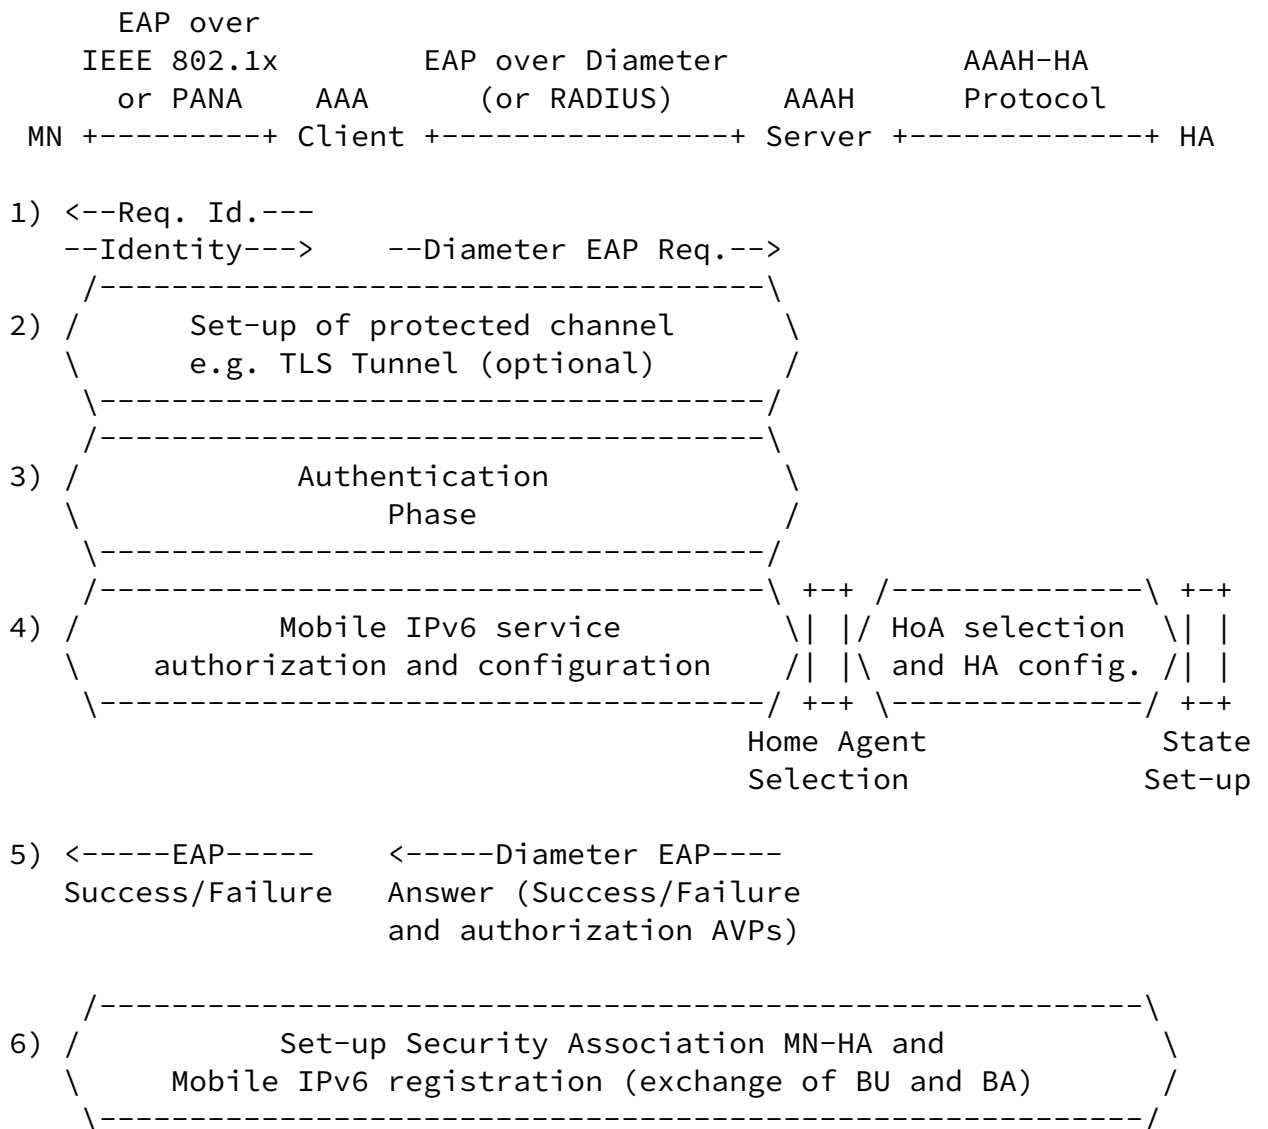 EAP over
IEEE 802.1x        EAP over Diameter             AAAH-HA
or PANA    AAA      (or RADIUS)      AAAH      Protocol
MN +---------+ Client +----------------+ Server +-------------+ HA
1) <--Req. Id.---
--Identity--->    --Diameter EAP Req.-->
/-------------------------------------\
2) /      Set-up of protected channel      \
\      e.g. TLS Tunnel (optional)       /
\-------------------------------------/
/-------------------------------------\
3) /            Authentication             \
\                 Phase                 /
\-------------------------------------/
/-------------------------------------\ +-+ /--------------\ +-+
4) /           Mobile IPv6 service         \| |/ HoA selection  \| |
\    authorization and configuration    /| |\ and HA config. /| |
\-------------------------------------/ +-+ \--------------/ +-+
Home Agent             State
Selection             Set-up
5) <-----EAP-----    <-----Diameter EAP----
Success/Failure   Answer (Success/Failure
and authorization AVPs)
/----------------------------------------------------------\
6) /           Set-up Security Association MN-HA and            \
\     Mobile IPv6 registration (exchange of BU and BA)       /
\----------------------------------------------------------/